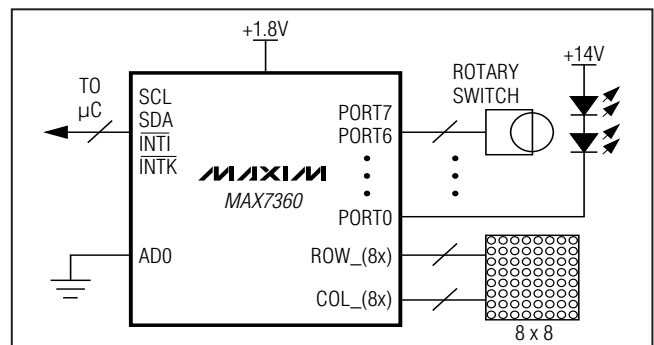 +1.8V
+14V
TO
µC
SCL
SDA
INTI
INTK
MAXIM
MAX7360
AD0
PORT7
PORT6
PORT0
ROW_(8x)
COL_(8x)
ROTARY
SWITCH
8 x 8